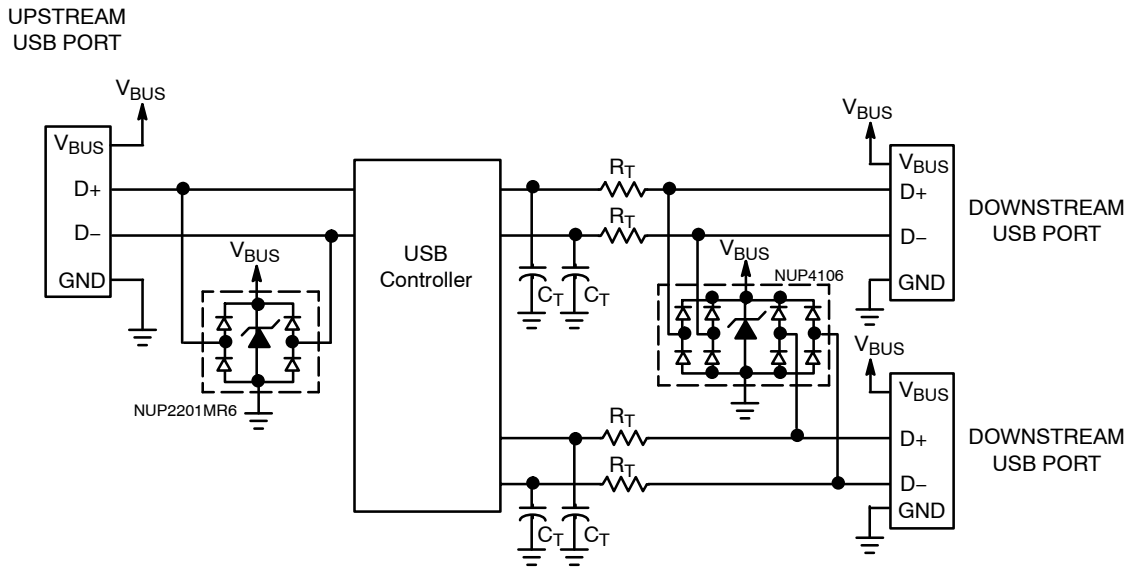 UPSTREAM
USB PORT
VBUS
VBUS
D+
D−
GND
VBUS
NUP2201MR6
USB
Controller
RT
RT
CT
CT
VBUS
NUP4106
VBUS
VBUS
D+
D−
GND
DOWNSTREAM
USB PORT
RT
RT
CT
CT
VBUS
VBUS
D+
D−
GND
DOWNSTREAM
USB PORT